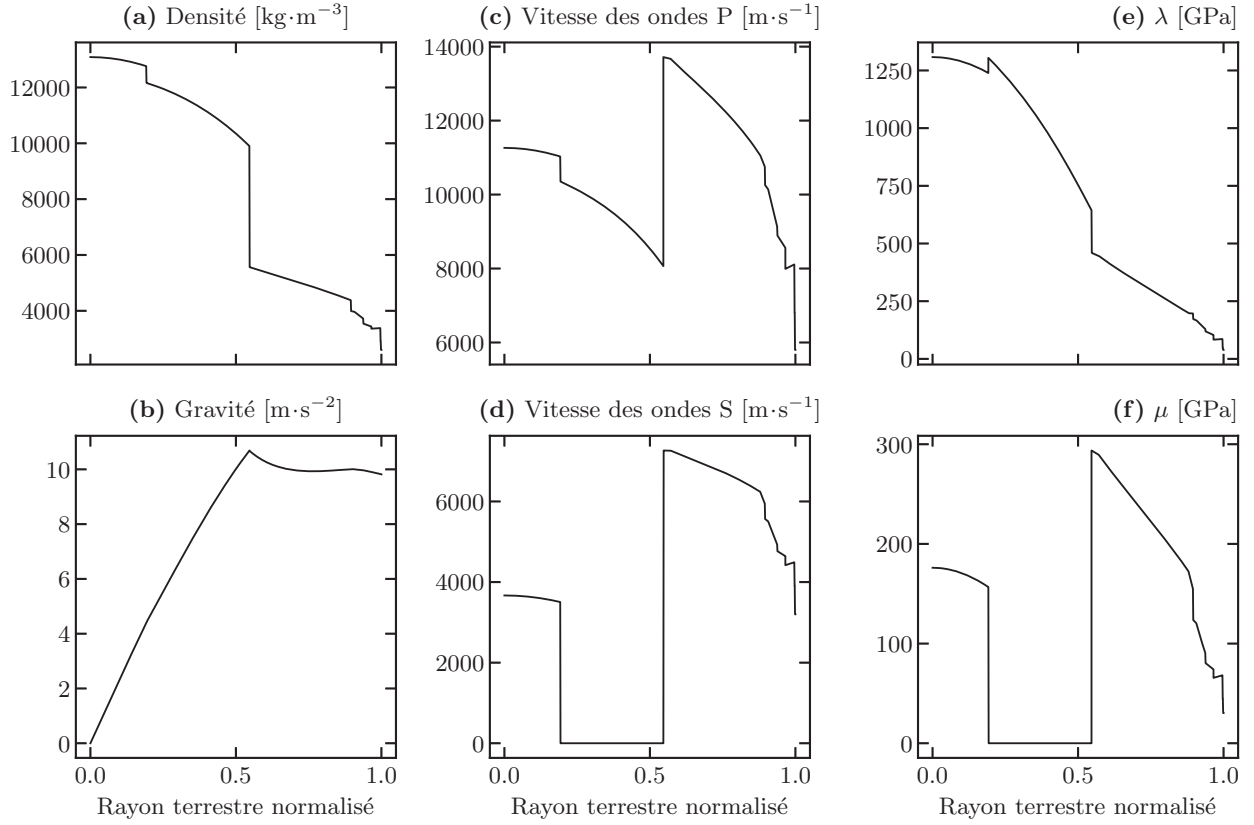 (a) Densité [kg·m−3]
12000
10000
8000
6000
4000
(c) Vitesse des ondes P [m·s−1]
14000
12000
10000
8000
6000
(e) λ [GPa]
1250
1000
750
500
250
0
(b) Gravité [m·s−2]
10
8
6
4
2
0
0.0 0.5 1.0
Rayon terrestre normalisé
(d) Vitesse des ondes S [m·s−1]
6000
4000
2000
0
0.0 0.5 1.0
Rayon terrestre normalisé
(f) μ [GPa]
300
200
100
0
0.0 0.5 1.0
Rayon terrestre normalisé